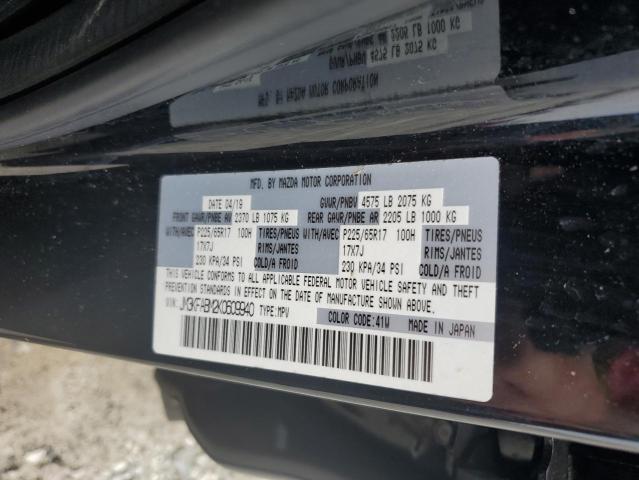 MFD. BY MAZDA MOTOR CORPORATION
DATE 04/19 GVWR/PNBV 4575 LB 2075 KG
FRONT GAWR/PNBE AV 2370 LB 1075 KG REAR GAWR/PNBE AR 2205 LB 1000 KG
WITH/AVEC P225/65R17 100H TIRES/PNEUS WITH/AVEC P225/65R17 100H TIRES/PNEUS
17X7J RIMS/JANTES 17X7J RIMS/JANTES
230 KPA/34 PSI COLD/A FROID 230 KPA/34 PSI COLD/A FROID
THIS VEHICLE CONFORMS TO ALL APPLICABLE FEDERAL MOTOR VEHICLE SAFETY AND THEFT
PREVENTION STANDARDS IN EFFECT ON THE DATE OF MANUFACTURE SHOWN ABOVE.
VIN: JM3KFABM2K0609940 TYPE:MPV COLOR CODE:41W MADE IN JAPAN